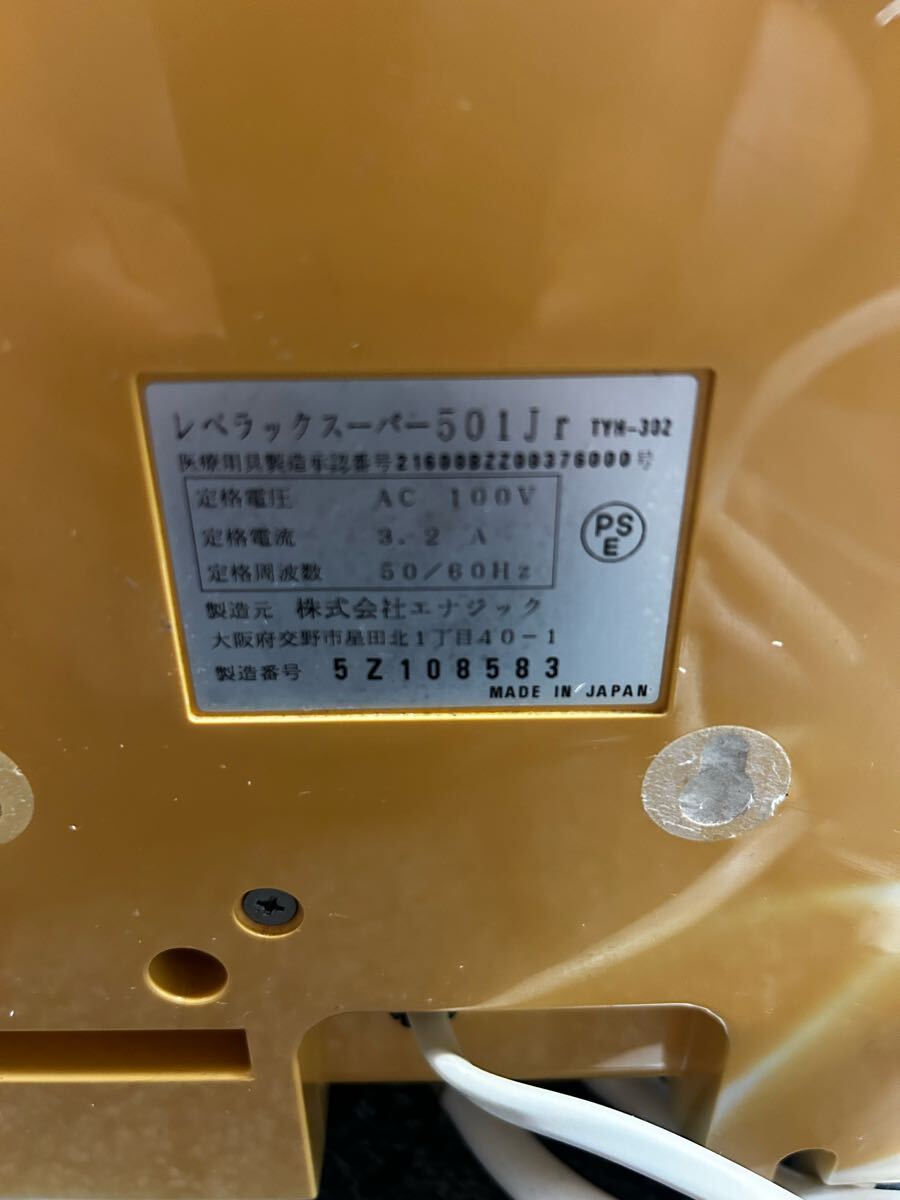 レベラックスーパー501Jr TYH-302
医療用具製造承認番号21600BZZ00376000号
定格電圧 AC 100V
定格電流 3.2 A
定格周波数 50/60Hz
PS
E
製造元 株式会社エナジック
大阪府交野市星田北1丁目40-1
製造番号 5Z108583
MADE IN JAPAN